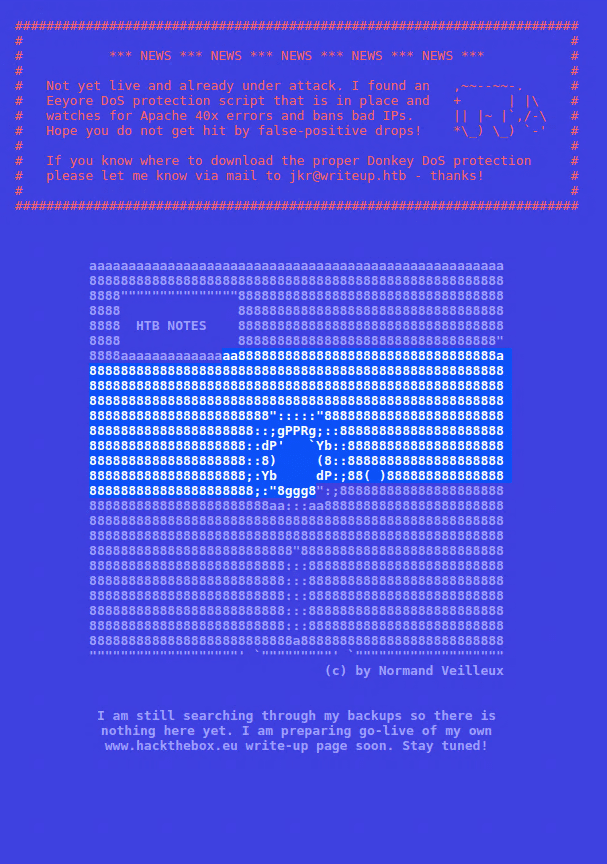 *** NEWS *** NEWS *** NEWS *** NEWS *** NEWS ***
Not yet live and already under attack. I found an
Eeyore DoS protection script that is in place and
watches for Apache 40x errors and bans bad IPs.
Hope you do not get hit by false-positive drops!
If you know where to download the proper Donkey DoS protection
please let me know via mail to jkr@writeup.htb - thanks!
HTB NOTES
(c) by Normand Veilleux
I am still searching through my backups so there is
nothing here yet. I am preparing go-live of my own
www.hackthebox.eu write-up page soon. Stay tuned!